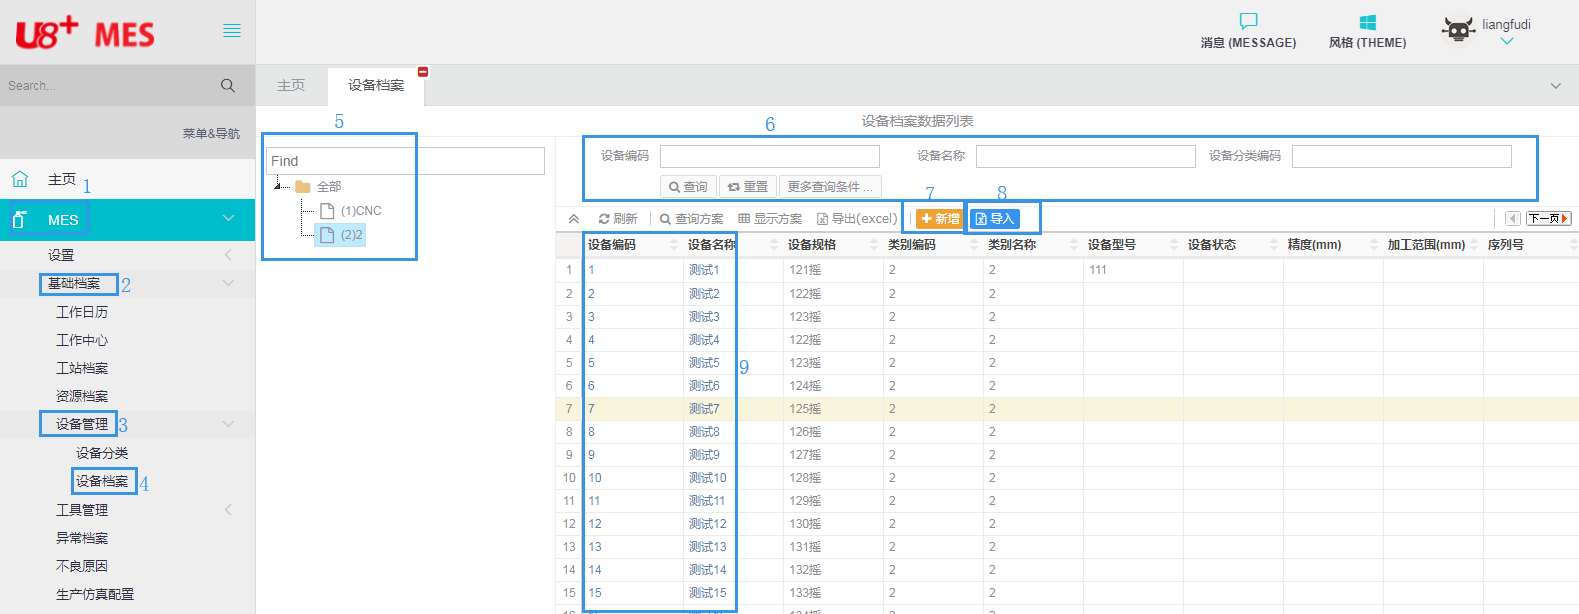 U8+ MES
消息 (MESSAGE)
风格 (THEME)
liangfudi
Search...
主页
设备档案
菜单&导航
5
6
设备档案数据列表
Find
全部
(1)CNC
(2)2
设备编码
设备名称
设备分类编码
查询
重置
更多查询条件 ...
7
8
主页
1
MES
设置
基础档案
2
工作日历
工作中心
工站档案
资源档案
设备管理
3
设备分类
设备档案
4
工具管理
异常档案
不良原因
生产仿真配置
刷新 查询方案 显示方案 导出(excel) 新增 导入 下一页
设备编码 设备名称 设备规格 类别编码 类别名称 设备型号 设备状态 精度(mm) 加工范围(mm) 序列号
1 1 测试1 121摇 2 2 111
2 2 测试2 122摇 2 2
3 3 测试3 123摇 2 2
4 4 测试4 122摇 2 2
5 5 测试5 123摇 2 2
9
6 6 测试6 124摇 2 2
7 7 测试7 125摇 2 2
8 8 测试8 126摇 2 2
9 9 测试9 127摇 2 2
10 10 测试10 128摇 2 2
11 11 测试11 129摇 2 2
12 12 测试12 130摇 2 2
13 13 测试13 131摇 2 2
14 14 测试14 132摇 2 2
15 15 测试15 133摇 2 2